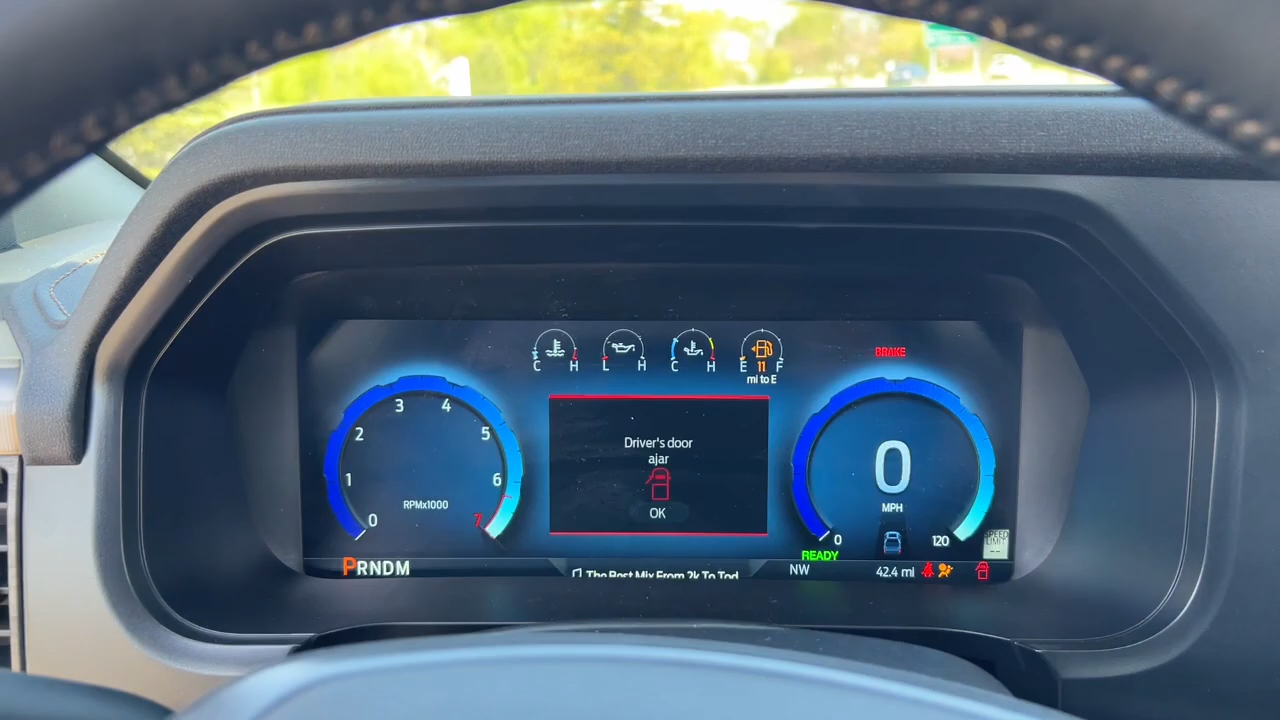 C H L H C H E 11 F
mi to E
BRAKE
3 4
2 5
1 6
RPMx1000
0 7
Driver's door
ajar
OK
0
MPH
0 120
SPEED
LIMIT
--
READY
PRNDM
The Best Mix From 2k To Tod
NW
42.4 mi